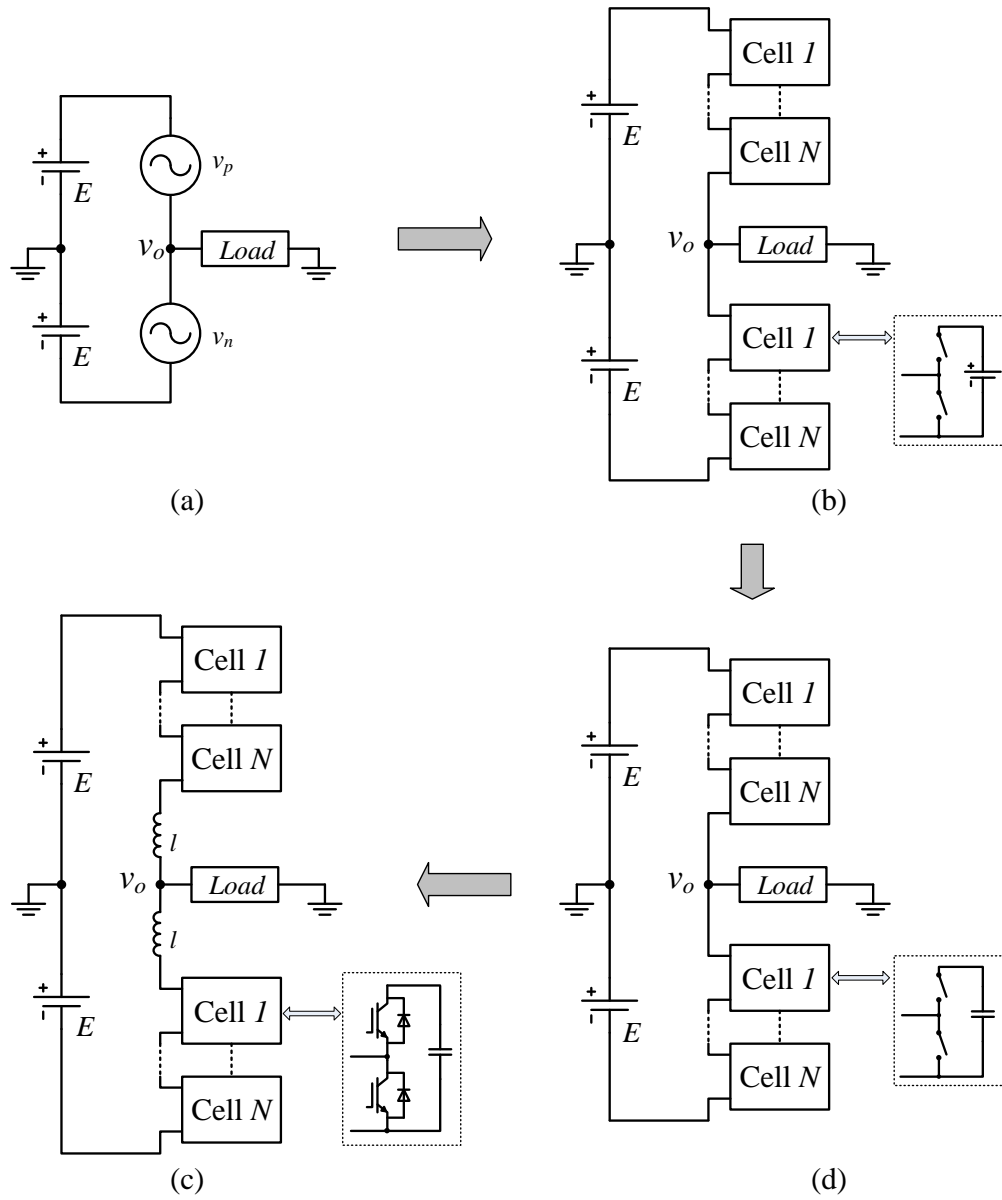 +
E
v_p
v_o
Load
+
E
v_n
(a)
Cell 1
+
E
Cell N
v_o
Load
Cell 1
+
+
E
Cell N
(b)
Cell 1
+
E
Cell N
l
v_o
Load
l
+
E
Cell 1
Cell N
(c)
Cell 1
+
E
Cell N
v_o
Load
Cell 1
+
E
Cell N
(d)